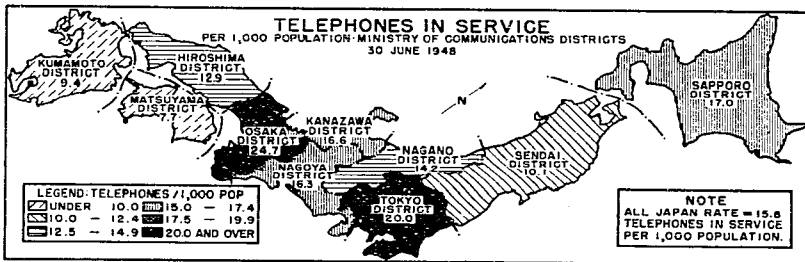 TELEPHONES IN SERVICE
PER 1,000 POPULATION-MINISTRY OF COMMUNICATIONS DISTRICTS
30 JUNE 1948
KUMAMOTO
DISTRICT
9.4
HIROSHIMA
DISTRICT
12.9
MATSUYAMA
DISTRICT
7.7
OSAKA
DISTRICT
24.7
KANAZAWA
DISTRICT
16.6
NAGOYA
DISTRICT
16.3
NAGANO
DISTRICT
14.2
TOKYO
DISTRICT
20.0
SENDAI
DISTRICT
10.1
SAPPORO
DISTRICT
17.0
N
LEGEND: TELEPHONES/1,000 POP
UNDER 10.0 15.0 - 17.4
10.0 - 12.4 17.5 - 19.9
12.5 - 14.9 20.0 AND OVER
NOTE
ALL JAPAN RATE = 15.8
TELEPHONES IN SERVICE
PER 1,000 POPULATION.